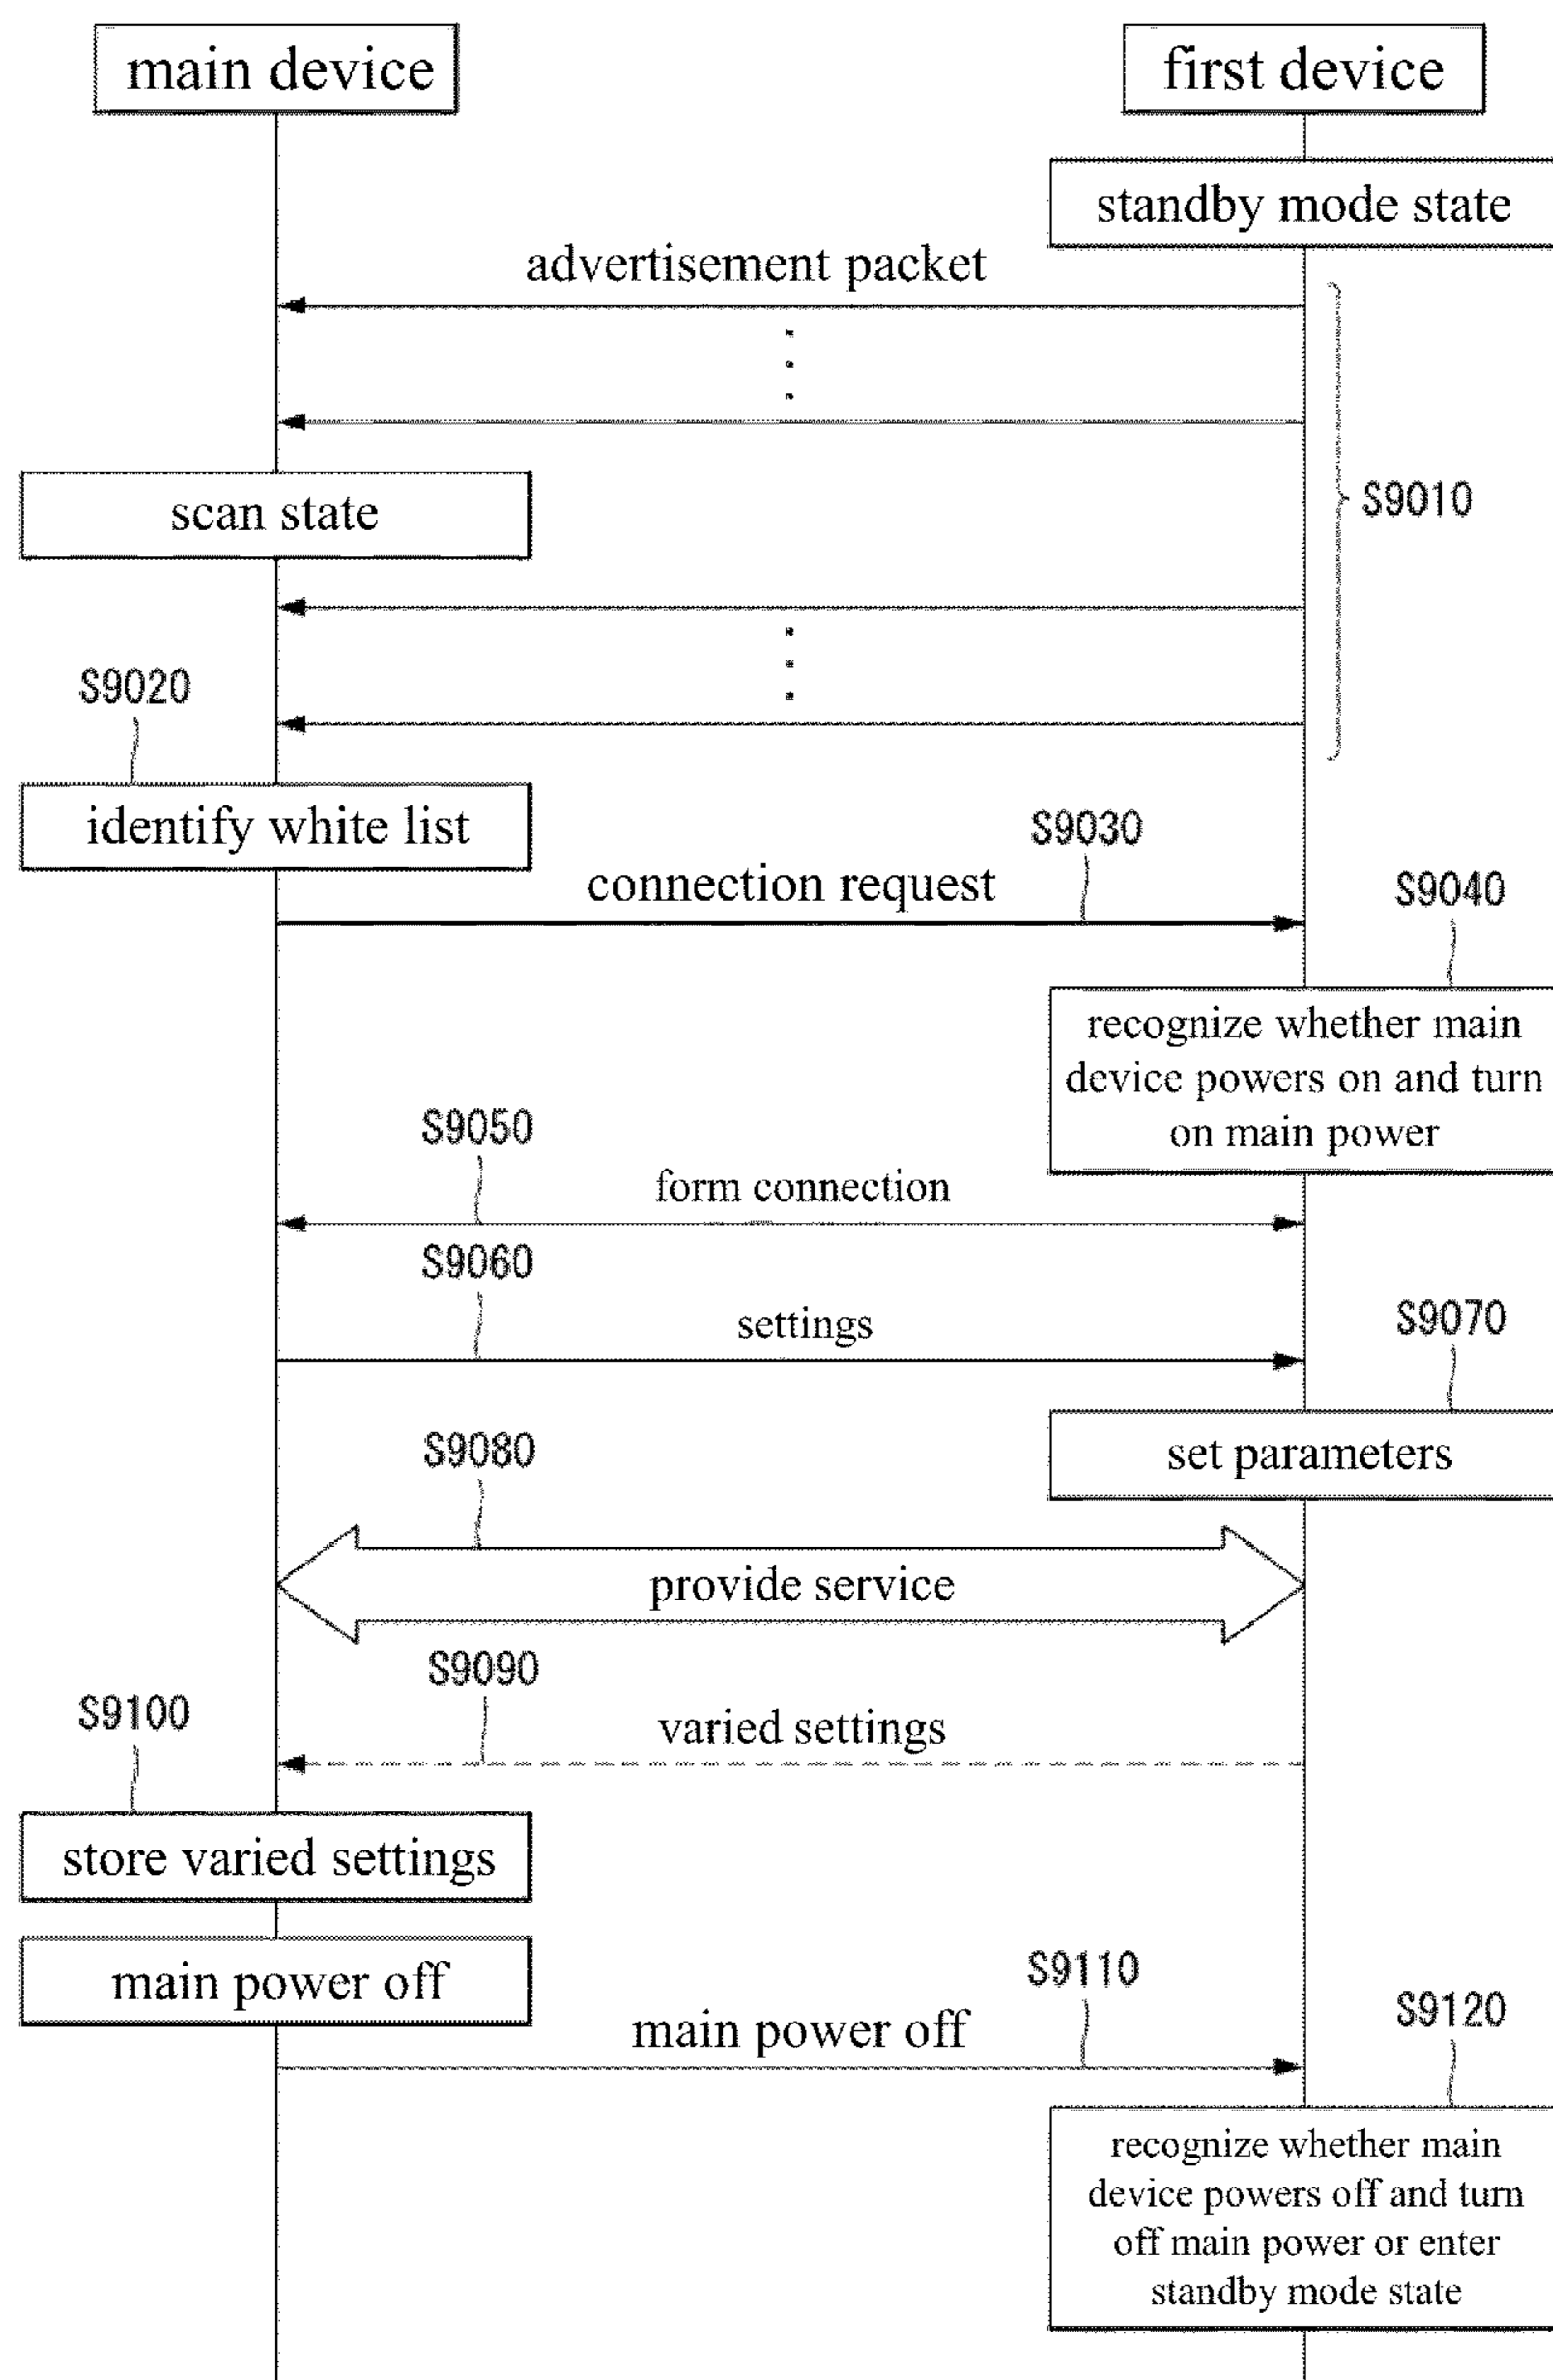 main device
first device
standby mode state
advertisement packet
scan state
S9010
S9020
identify white list
S9030
connection request
S9040
recognize whether main
device powers on and turn
on main power
S9050
form connection
S9060
settings
S9070
set parameters
S9080
provide service
S9090
varied settings
S9100
store varied settings
main power off
S9110
main power off
S9120
recognize whether main
device powers off and turn
off main power or enter
standby mode state